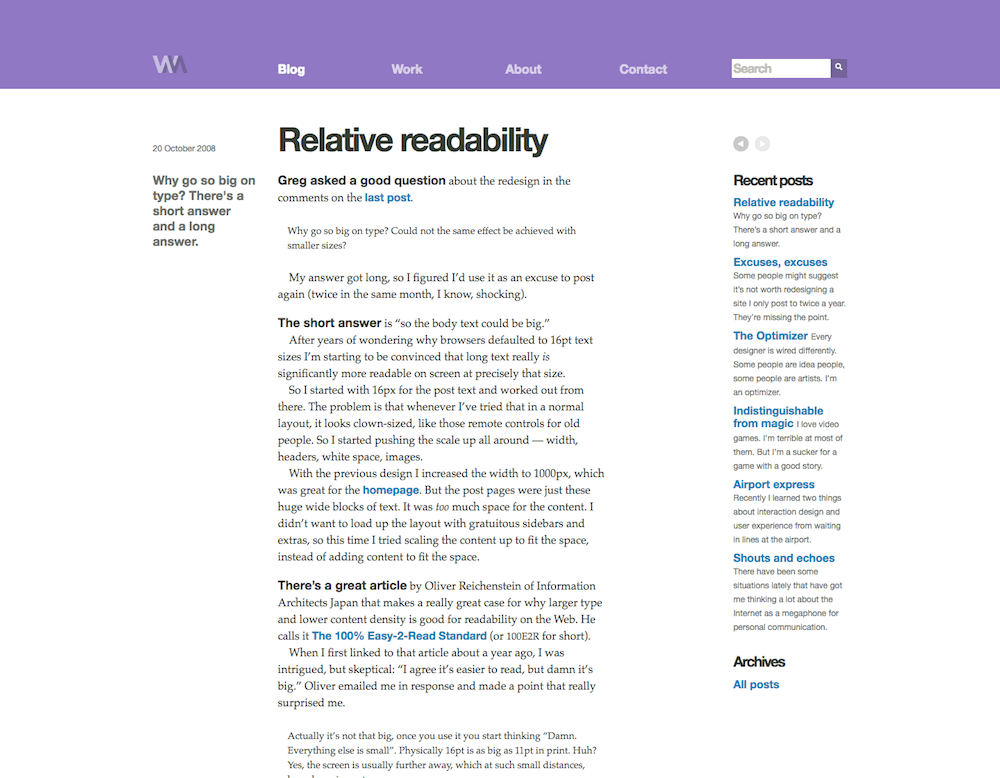 WM
Blog
Work
About
Contact
Search
20 October 2008
Why go so big on
type? There's a
short answer
and a long
answer.
Relative readability
Greg asked a good question about the redesign in the
comments on the last post.
Why go so big on type? Could not the same effect be achieved with
smaller sizes?
My answer got long, so I figured I’d use it as an excuse to post
again (twice in the same month, I know, shocking).
The short answer is “so the body text could be big.”
After years of wondering why browsers defaulted to 16pt text
sizes I’m starting to be convinced that long text really is
significantly more readable on screen at precisely that size.
So I started with 16px for the post text and worked out from
there. The problem is that whenever I’ve tried that in a normal
layout, it looks clown-sized, like those remote controls for old
people. So I started pushing the scale up all around — width,
headers, white space, images.
With the previous design I increased the width to 1000px, which
was great for the homepage. But the post pages were just these
huge wide blocks of text. It was too much space for the content. I
didn’t want to load up the layout with gratuitous sidebars and
extras, so this time I tried scaling the content up to fit the space,
instead of adding content to fit the space.
There’s a great article by Oliver Reichenstein of Information
Architects Japan that makes a really great case for why larger type
and lower content density is good for readability on the Web. He
calls it The 100% Easy-2-Read Standard (or 100E2R for short).
When I first linked to that article about a year ago, I was
intrigued, but skeptical: “I agree it’s easier to read, but damn it’s
big.” Oliver emailed me in response and made a point that really
surprised me.
Actually it’s not that big, once you use it you start thinking “Damn.
Everything else is small”. Physically 16pt is as big as 11pt in print. Huh?
Yes, the screen is usually further away, which at such small distances,
Recent posts
Relative readability
Why go so big on type?
There’s a short answer and a
long answer.
Excuses, excuses
Some people might suggest
it’s not worth redesigning a
site I only post to twice a year.
They’re missing the point.
The Optimizer Every
designer is wired differently.
Some people are idea people,
some people are artists. I’m
an optimizer.
Indistinguishable
from magic I love video
games. I’m terrible at most of
them. But I’m a sucker for a
game with a good story.
Airport express
Recently I learned two things
about interaction design and
user experience from waiting
in lines at the airport.
Shouts and echoes
There have been some
situations lately that have got
me thinking a lot about the
Internet as a megaphone for
personal communication.
Archives
All posts